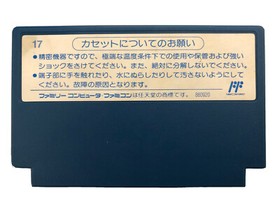 17
カセットについてのお願い
●精密機器ですので、極端な温度条件下での使用や保管および強い
ショックをさけてください。また、絶対に分解しないでください。
●端子部に手を触れたり、水にぬらしたりして汚さないようにして
ください。故障の原因となります。
ファミリーコンピュータ・ファミコンは任天堂の商標です。